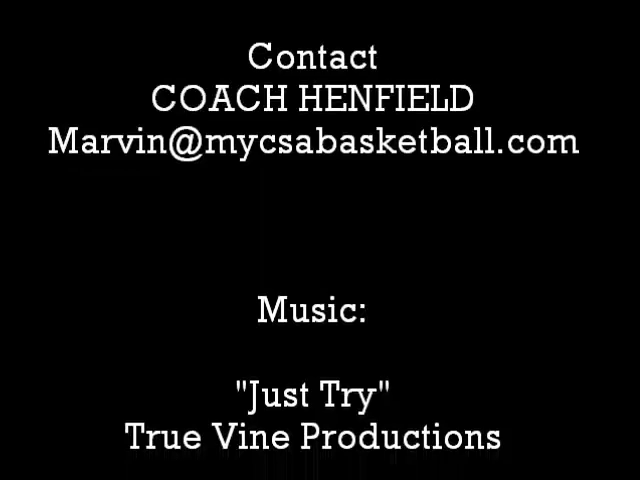 Contact
COACH HENFIELD
Marvin@mycsabasketball.com
Music:
"Just Try"
True Vine Productions